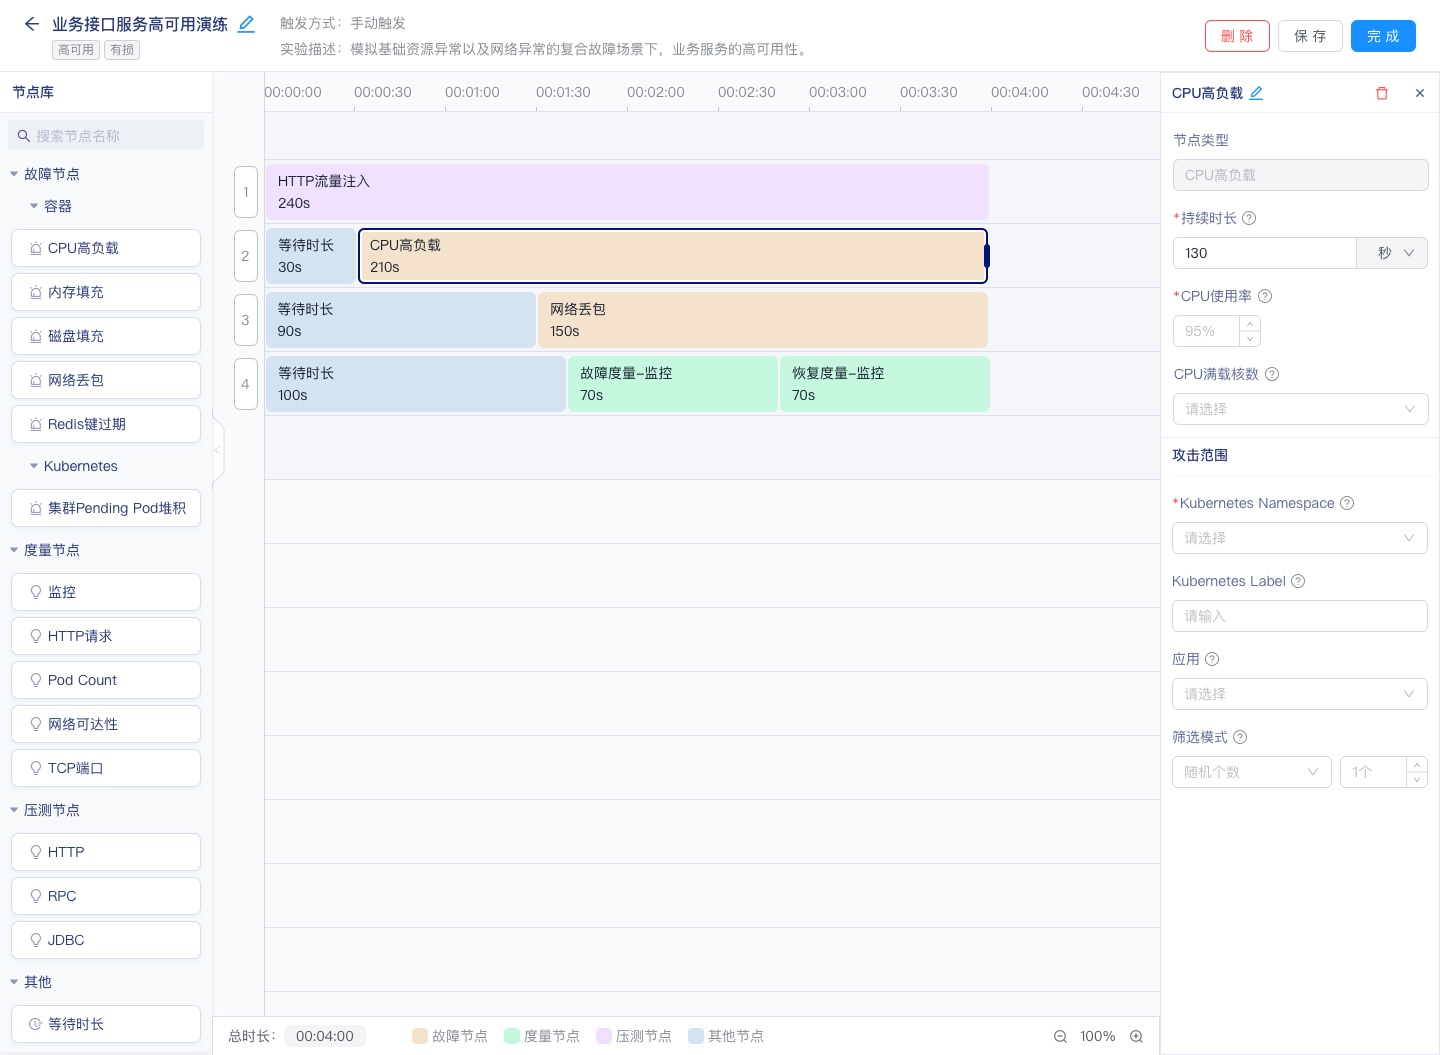 业务接口服务高可用演练
高可用 有损
触发方式：手动触发
实验描述：模拟基础资源异常以及网络异常的复合故障场景下，业务服务的高可用性。
删 除 保 存 完 成
节点库
搜索节点名称
故障节点
容器
CPU高负载
内存填充
磁盘填充
网络丢包
Redis键过期
Kubernetes
集群Pending Pod堆积
度量节点
监控
HTTP请求
Pod Count
网络可达性
TCP端口
压测节点
HTTP
RPC
JDBC
其他
等待时长
00:00:00 00:00:30 00:01:00 00:01:30 00:02:00 00:02:30 00:03:00 00:03:30 00:04:00 00:04:30
1
HTTP流量注入
240s
2
等待时长
30s
CPU高负载
210s
3
等待时长
90s
网络丢包
150s
4
等待时长
100s
故障度量-监控
70s
恢复度量-监控
70s
总时长： 00:04:00 故障节点 度量节点 压测节点 其他节点 100%
CPU高负载
节点类型
CPU高负载
*持续时长
130 秒
*CPU使用率
95%
CPU满载核数
请选择
攻击范围
*Kubernetes Namespace
请选择
Kubernetes Label
请输入
应用
请选择
筛选模式
随机个数 1个